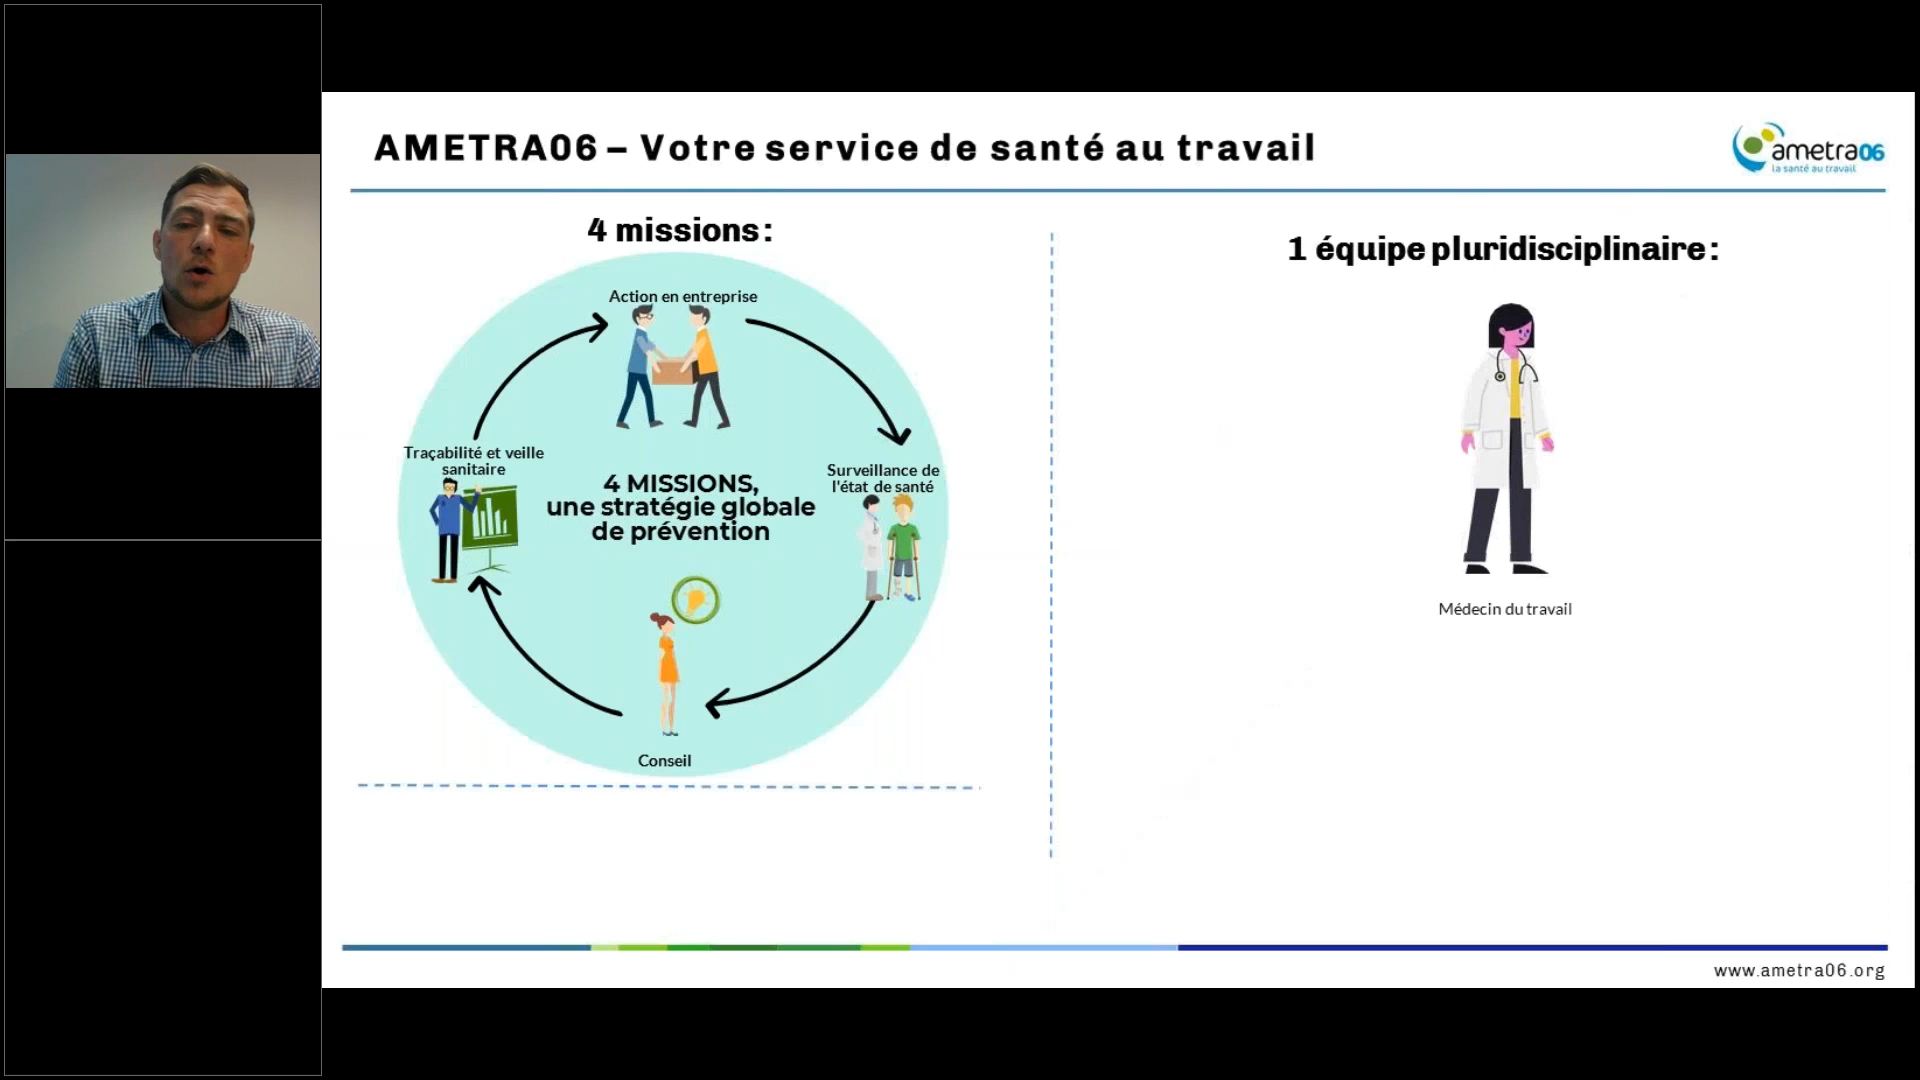 AMETRA06 – Votre service de santé au travail
ametra06
la santé au travail
4 missions :
Action en entreprise
Traçabilité et veille
sanitaire
Surveillance de
l'état de santé
4 MISSIONS,
une stratégie globale
de prévention
Conseil
1 équipe pluridisciplinaire :
Médecin du travail
www.ametra06.org